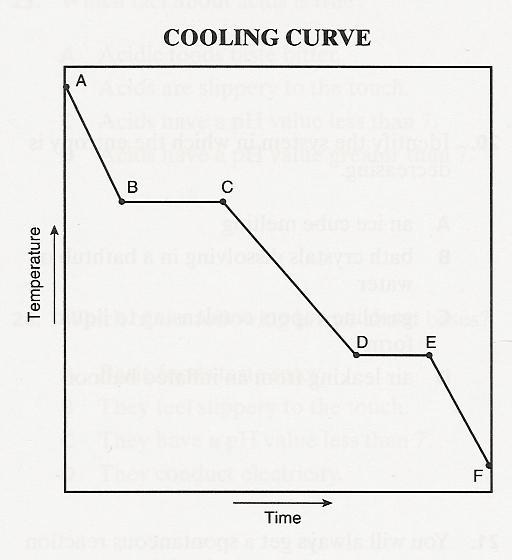 COOLING CURVE
A
Acids are slippery to the touch.
Acids have a pH value less than 7.
20. Identify the system in which the entropy is
Acids have a pH value greater than 7.
decreasing.
B C
A an ice cube melting
B bath crystals dissolving in a bathtub
water
Temperature
gasoline vapors condensing to liquid
form
D E
air leaking from an inflated balloon
They feel slippery to the touch.
They have a pH value less than 7.
They conduct electricity.
F
Time
21. You will always get a spontaneous reaction